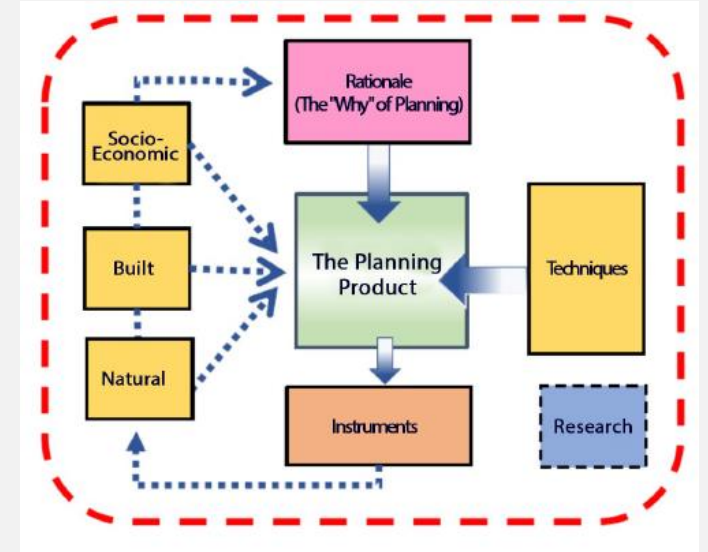 Rationale
(The "Why" of Planning)
Socio-
Economic
Built
Natural
The Planning
Product
Techniques
Instruments
Research